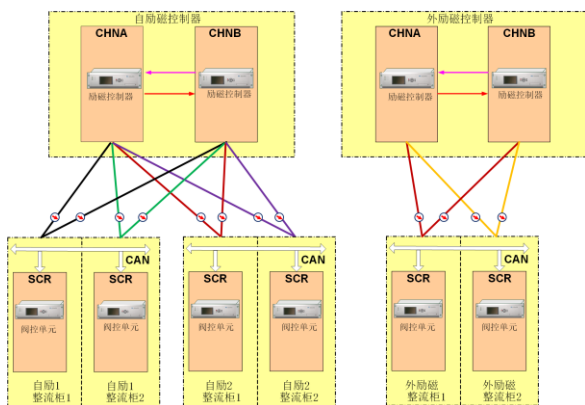 自励磁控制器
外励磁控制器
CHNA
CHNB
CHNA
CHNB
励磁控制器
励磁控制器
励磁控制器
励磁控制器
CAN
CAN
CAN
SCR
SCR
SCR
SCR
SCR
SCR
阀控单元
阀控单元
阀控单元
阀控单元
阀控单元
阀控单元
自励1
整流柜1
自励1
整流柜2
自励2
整流柜1
自励2
整流柜2
外励磁
整流柜1
外励磁
整流柜2